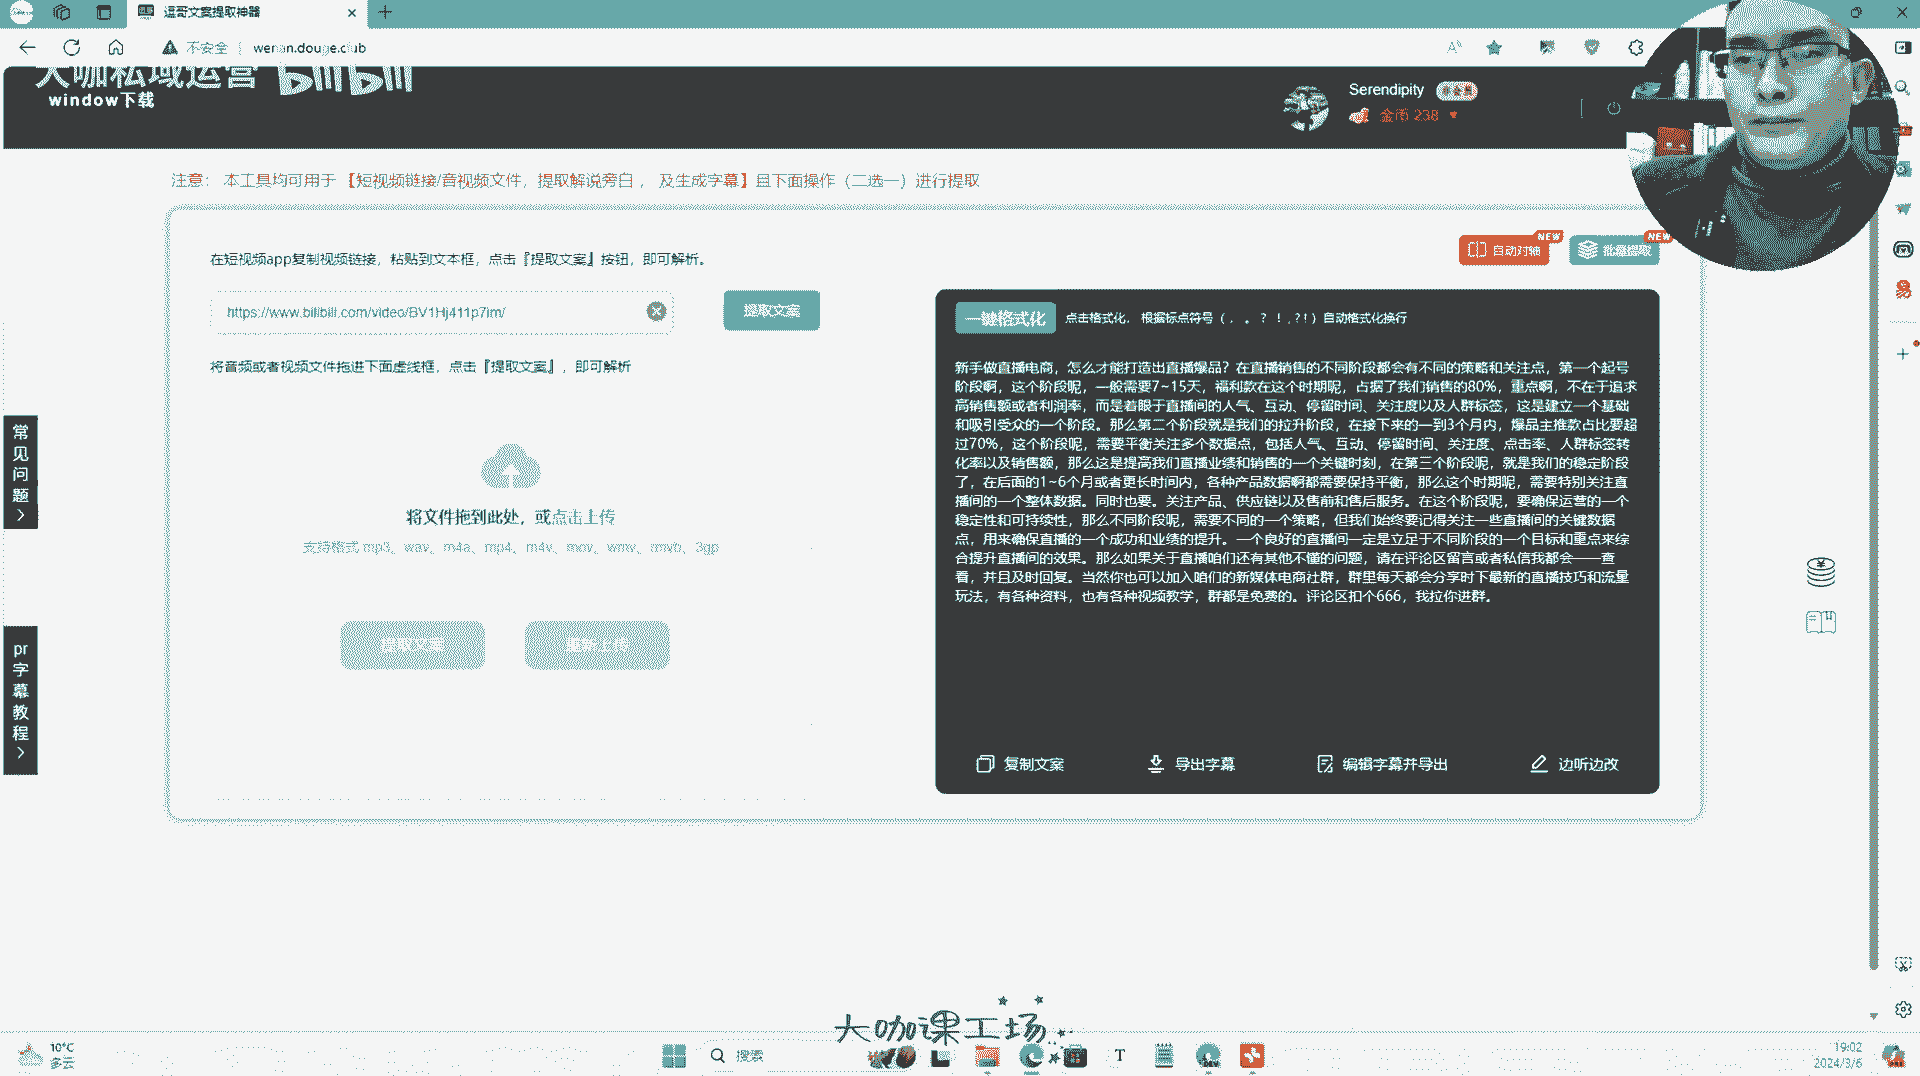 逗哥文案提取神器
不安全
wenan.douge.club
大咖私域运营 bilibili
window下载
Serendipity
金币 238
注意： 本工具均可用于 【短视频链接/音视频文件，提取解说旁白 ， 及生成字幕】且下面操作（二选一）进行提取
在短视频app复制视频链接，粘贴到文本框，点击『提取文案』按钮，即可解析。
自动对轴 NEW
批量提取 NEW
提取文案
将音频或者视频文件拖进下面虚线框，点击『提取文案』，即可解析
将文件拖到此处，或点击上传
支持格式 mp3、wav、m4a、mp4、m4v、mov、wmv、rmvb、3gp
提取文案
重新上传
一键格式化
点击格式化， 根据标点符号（ ， 。 ？ ！ , ? ! ）自动格式化换行
新手做直播电商，怎么才能打造出直播爆品？在直播销售的不同阶段都会有不同的策略和关注点，第一个起号
阶段啊，这个阶段呢，一般需要7~15天，福利款在这个时期呢，占据了我们销售的80%，重点啊，不在于追求
高销售额或者利润率，而是着眼于直播间的人气、互动、停留时间、关注度以及人群标签，这是建立一个基础
和吸引受众的一个阶段。那么第二个阶段就是我们的拉升阶段，在接下来的一到3个月内，爆品主推款占比要超
过70%，这个阶段呢，需要平衡关注多个数据点，包括人气、互动、停留时间、关注度、点击率、人群标签转
化率以及销售额，那么这是提高我们直播业绩和销售的一个关键时刻，在第三个阶段呢，就是我们的稳定阶段
了，在后面的1~6个月或者更长时间内，各种产品数据啊都需要保持平衡，那么这个时期呢，需要特别关注直
播间的一个整体数据。同时也要。关注产品、供应链以及售前和售后服务。在这个阶段呢，要确保运营的一个
稳定性和可持续性，那么不同阶段呢，需要不同的一个策略，但我们始终要记得关注一些直播间的关键数据
点，用来确保直播的一个成功和业绩的提升。一个良好的直播间一定是立足于不同阶段的一个目标和重点来综
合提升直播间的效果。那么如果关于直播咱们还有其他不懂的问题，请在评论区留言或者私信我都会一一查
看，并且及时回复。当然你也可以加入咱们的新媒体电商社群，群里每天都会分享时下最新的直播技巧和流量
玩法，有各种资料，也有各种视频教学，群都是免费的。评论区扣个666，我拉你进群。
复制文案
导出字幕
编辑字幕并导出
边听边改
常见问题
pr字幕教程
大咖课工场
10°C
多云
搜索
19:02
2024/3/6